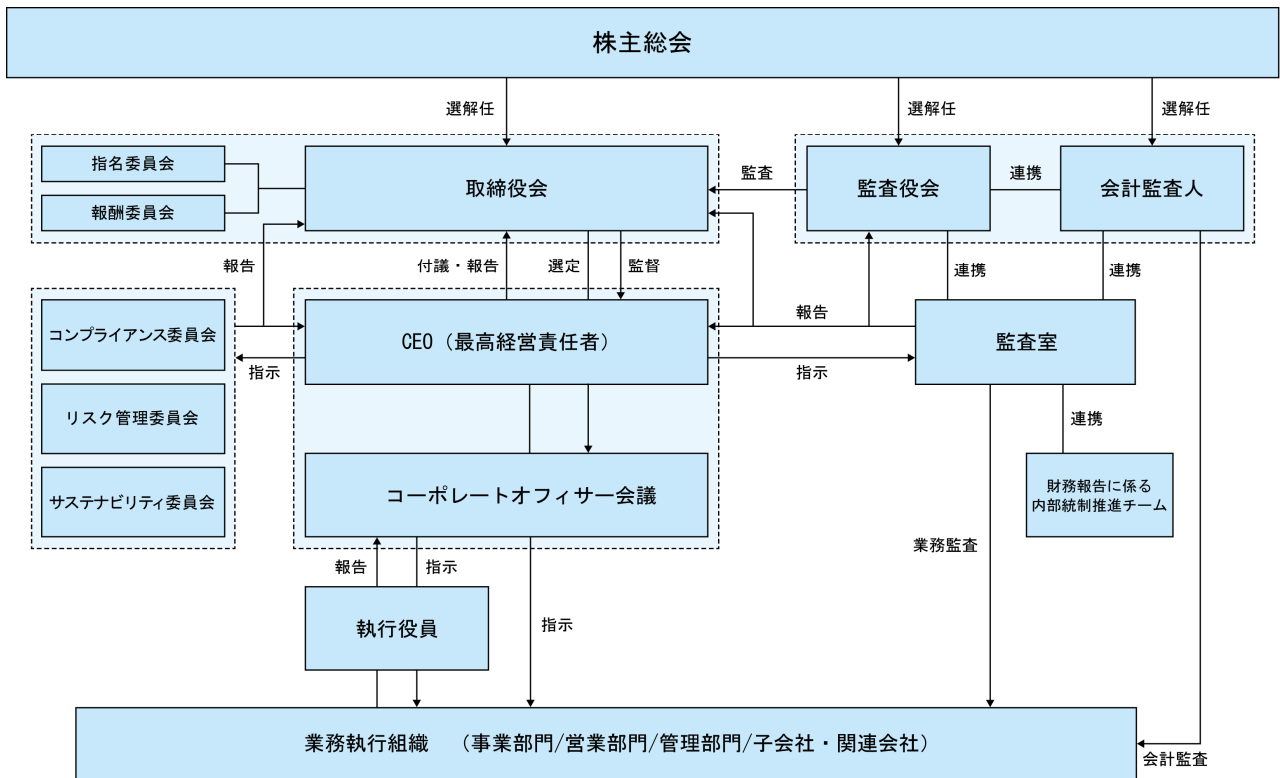 株主総会
選解任
選解任
選解任
指名委員会
報酬委員会
取締役会
監査
監査役会
連携
会計監査人
報告
付議・報告
選定
監督
連携
連携
コンプライアンス委員会
リスク管理委員会
サステナビリティ委員会
指示
CEO（最高経営責任者）
報告
指示
監査室
連携
コーポレートオフィサー会議
財務報告に係る
内部統制推進チーム
業務監査
報告
指示
執行役員
指示
業務執行組織　（事業部門/営業部門/管理部門/子会社・関連会社）
会計監査